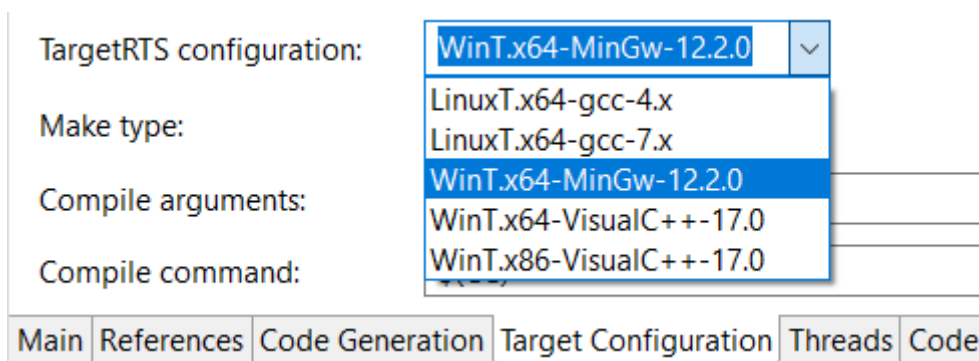 TargetRTS configuration: WinT.x64-MinGw-12.2.0
LinuxT.x64-gcc-4.x
Make type: LinuxT.x64-gcc-7.x
WinT.x64-MinGw-12.2.0
Compile arguments: WinT.x64-VisualC++-17.0
WinT.x86-VisualC++-17.0
Compile command:
Main References Code Generation Target Configuration Threads Code